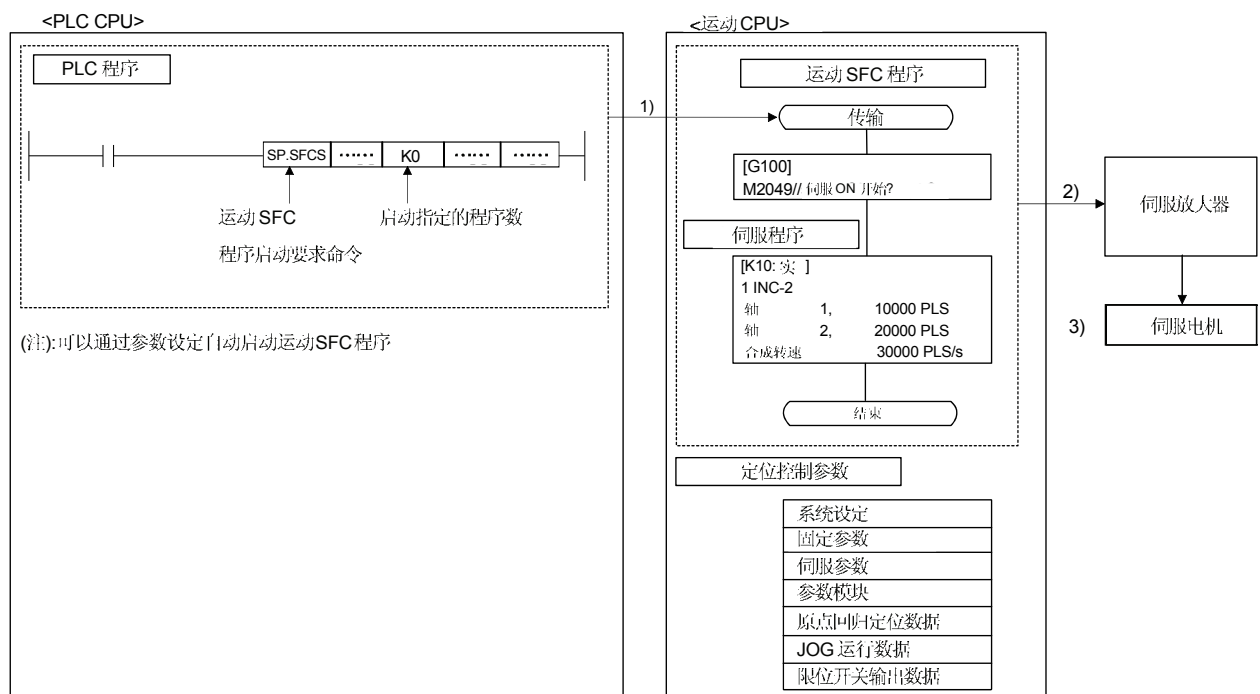 <PLC CPU>
PLC 程序
SP.SFCS ······ K0 ······ ······
运动 SFC
程序启动要求命令
启动指定的程序数
(注):可以通过参数设定自动启动运动SFC程序
1)
<运动 CPU>
运动 SFC 程序
传输
[G100]
M2049// 伺服 ON 开始?
伺服程序
[K10: 实 ]
1 INC-2
轴 1, 10000 PLS
轴 2, 20000 PLS
合成转速 30000 PLS/s
结束
定位控制参数
系统设定
固定参数
伺服参数
参数模块
原点回归定位数据
JOG 运行数据
限位开关输出数据
2)
伺服放大器
3)
伺服电机